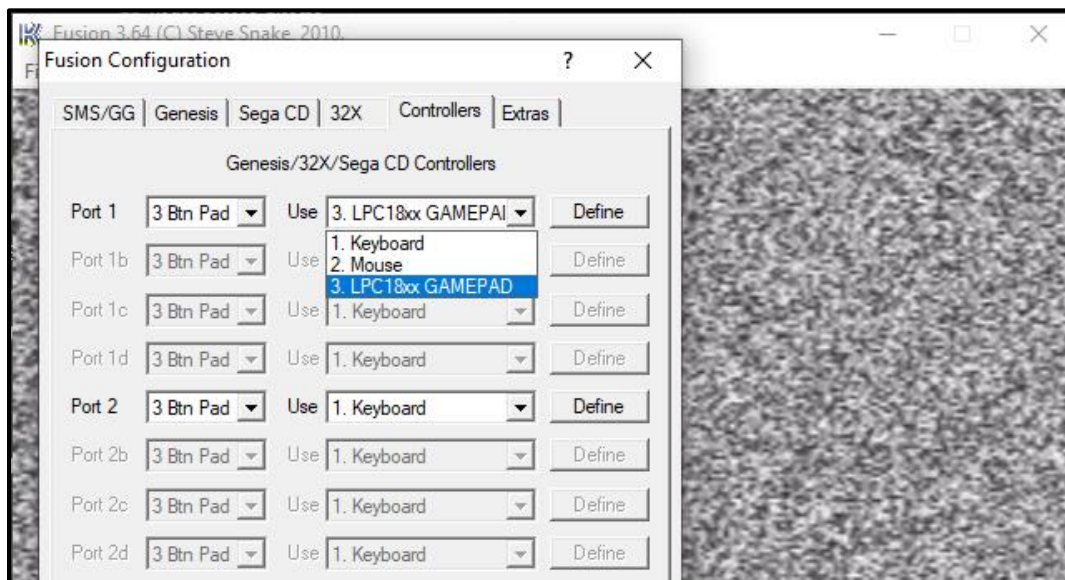 Fusion 3.64 (C) Steve Snake 2010.
Fusion Configuration ?
SMS/GG Genesis Sega CD 32X Controllers Extras
Genesis/32X/Sega CD Controllers
Port 1 3 Btn Pad Use 3. LPC18xx GAMEPAI Define
1. Keyboard
2. Mouse
3. LPC18xx GAMEPAD
Port 1b 3 Btn Pad Use Define
Port 1c 3 Btn Pad Use 1. Keyboard Define
Port 1d 3 Btn Pad Use 1. Keyboard Define
Port 2 3 Btn Pad Use 1. Keyboard Define
Port 2b 3 Btn Pad Use 1. Keyboard Define
Port 2c 3 Btn Pad Use 1. Keyboard Define
Port 2d 3 Btn Pad Use 1. Keyboard Define